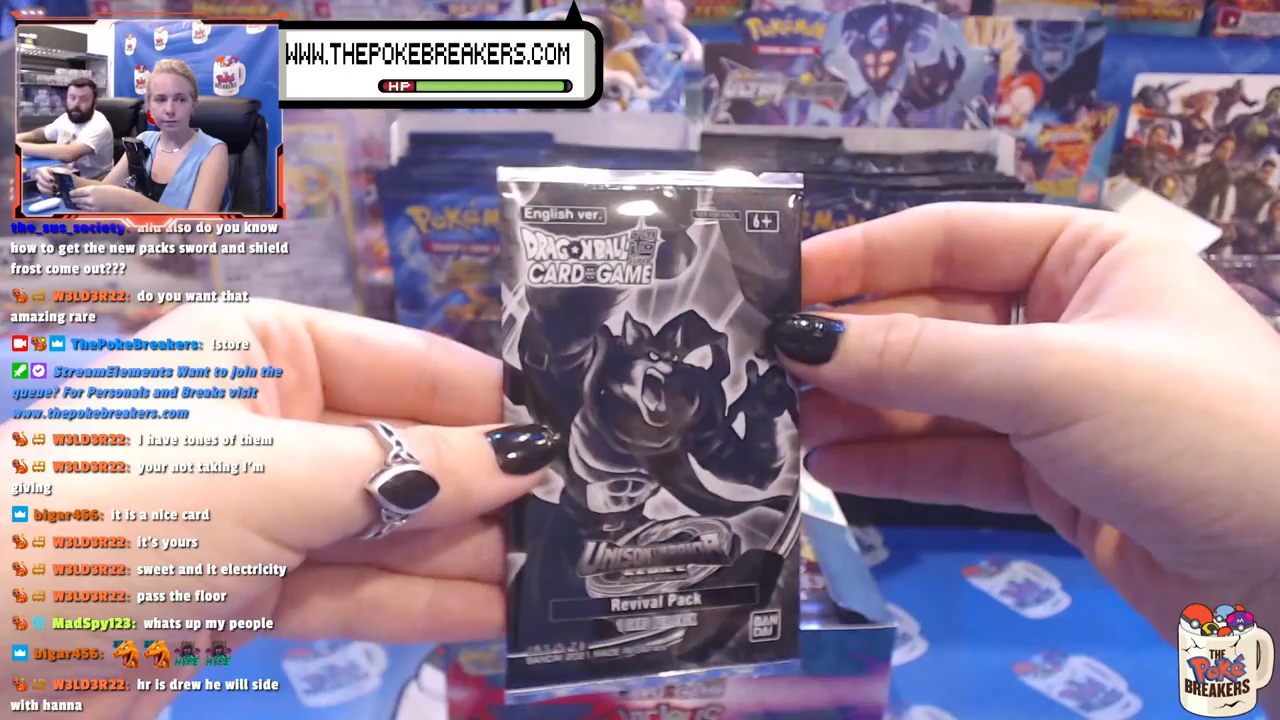 WWW.THEPOKEBREAKERS.COM
HP
the_sus_society: and also do you know
how to get the new packs sword and shield
frost come out???
W3LD3R22: do you want that
amazing rare
ThePokeBreakers: !store
StreamElements Want to join the
queue? For Personals and Breaks visit
www.thepokebreakers.com
W3LD3R22: I have tones of them
W3LD3R22: your not taking I'm
giving
bigar456: it is a nice card
W3LD3R22: it's yours
W3LD3R22: sweet and it electricity
W3LD3R22: pass the floor
MadSpy123: whats up my people
bigar456:
W3LD3R22: hr is drew he will side
with hanna
English ver.
6+
DRAGON BALL
CARD GAME
UNISON WARRIOR
Revival Pack
BAN
DAI
Pokémon
THE
Poké
BREAKERS